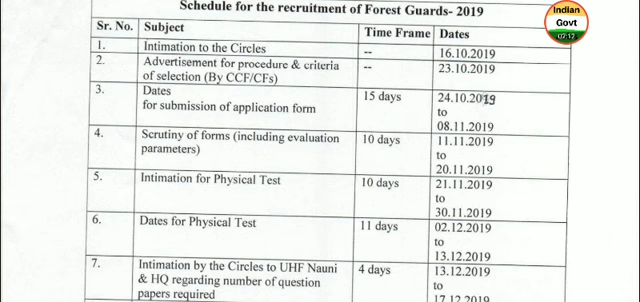 Schedule for the recruitment of Forest Guards- 2019
Indian
Govt
02:12
Sr. No. Subject Time Frame Dates
1. Intimation to the Circles -- 16.10.2019
2. Advertisement for procedure & criteria -- 23.10.2019
of selection (By CCF/CFs)
3. Dates 15 days 24.10.2019
for submission of application form to
08.11.2019
4. Scrutiny of forms (including evaluation 10 days 11.11.2019
parameters) to
20.11.2019
5. Intimation for Physical Test 10 days 21.11.2019
to
30.11.2019
6. Dates for Physical Test 11 days 02.12.2019
to
13.12.2019
7. Intimation by the Circles to UHF Nauni 4 days 13.12.2019
& HQ regarding number of question to
papers required 17.12.2019